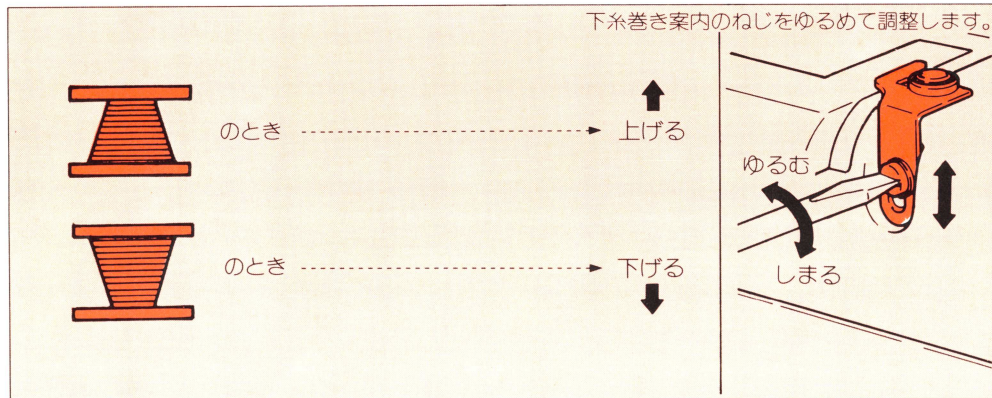 下糸巻き案内のねじをゆるめて調整します。
のとき 上げる
のとき 下げる
ゆるむ
しまる